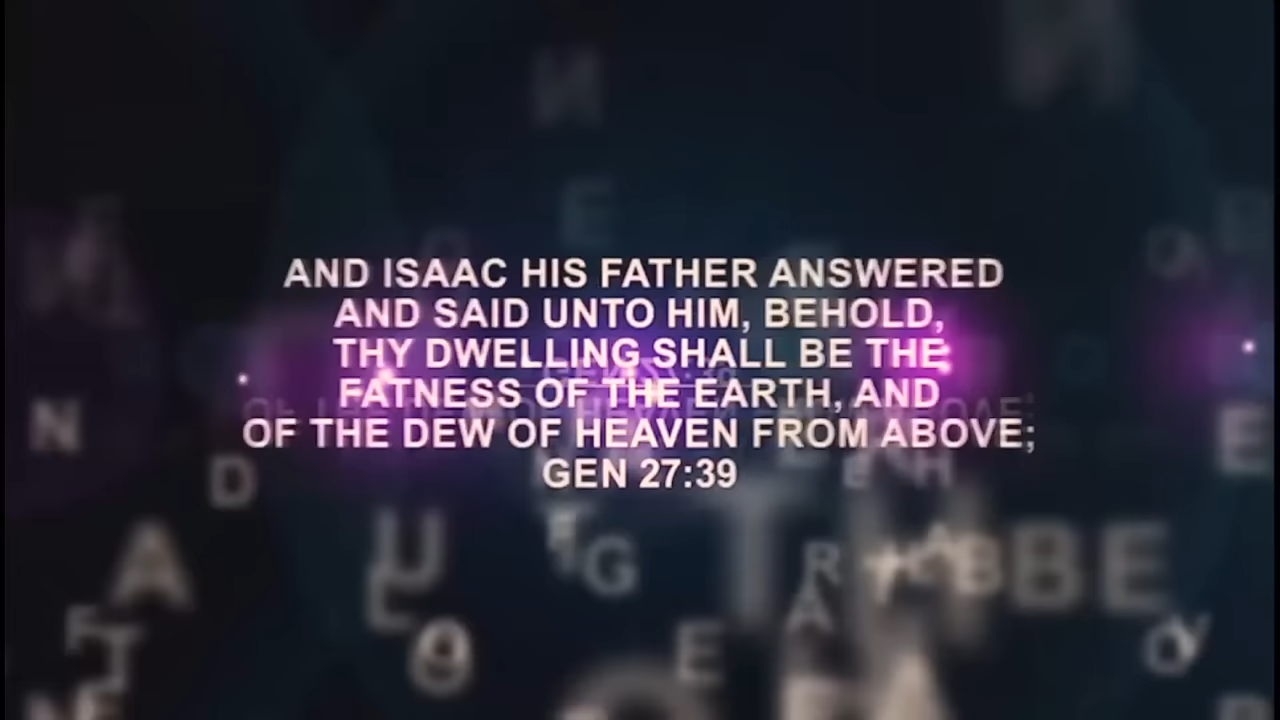 AND ISAAC HIS FATHER ANSWERED
AND SAID UNTO HIM, BEHOLD,
THY DWELLING SHALL BE THE
FATNESS OF THE EARTH, AND
OF THE DEW OF HEAVEN FROM ABOVE;
GEN 27:39